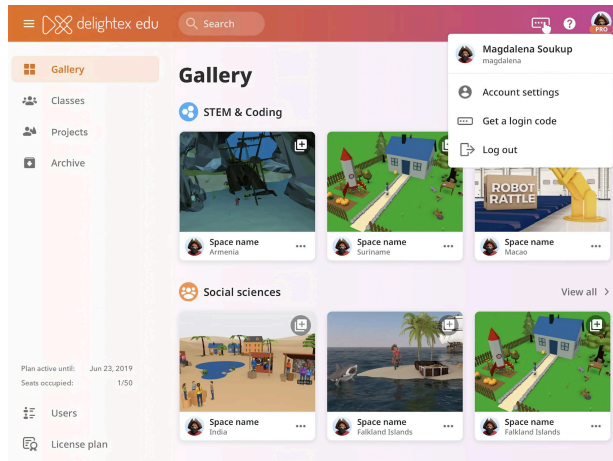 delightex edu
Search
PRO
Magdalena Soukup
magdalena
Account settings
Get a login code
Log out
Gallery
Classes
Projects
Archive
Gallery
STEM & Coding
ROBOT
RATTLE
Space name
Armenia
Space name
Suriname
Space name
Macao
Social sciences
View all
Space name
India
Space name
Falkland Islands
Space name
Falkland Islands
Plan active until: Jun 23, 2019
Seats occupied: 1/50
Users
License plan